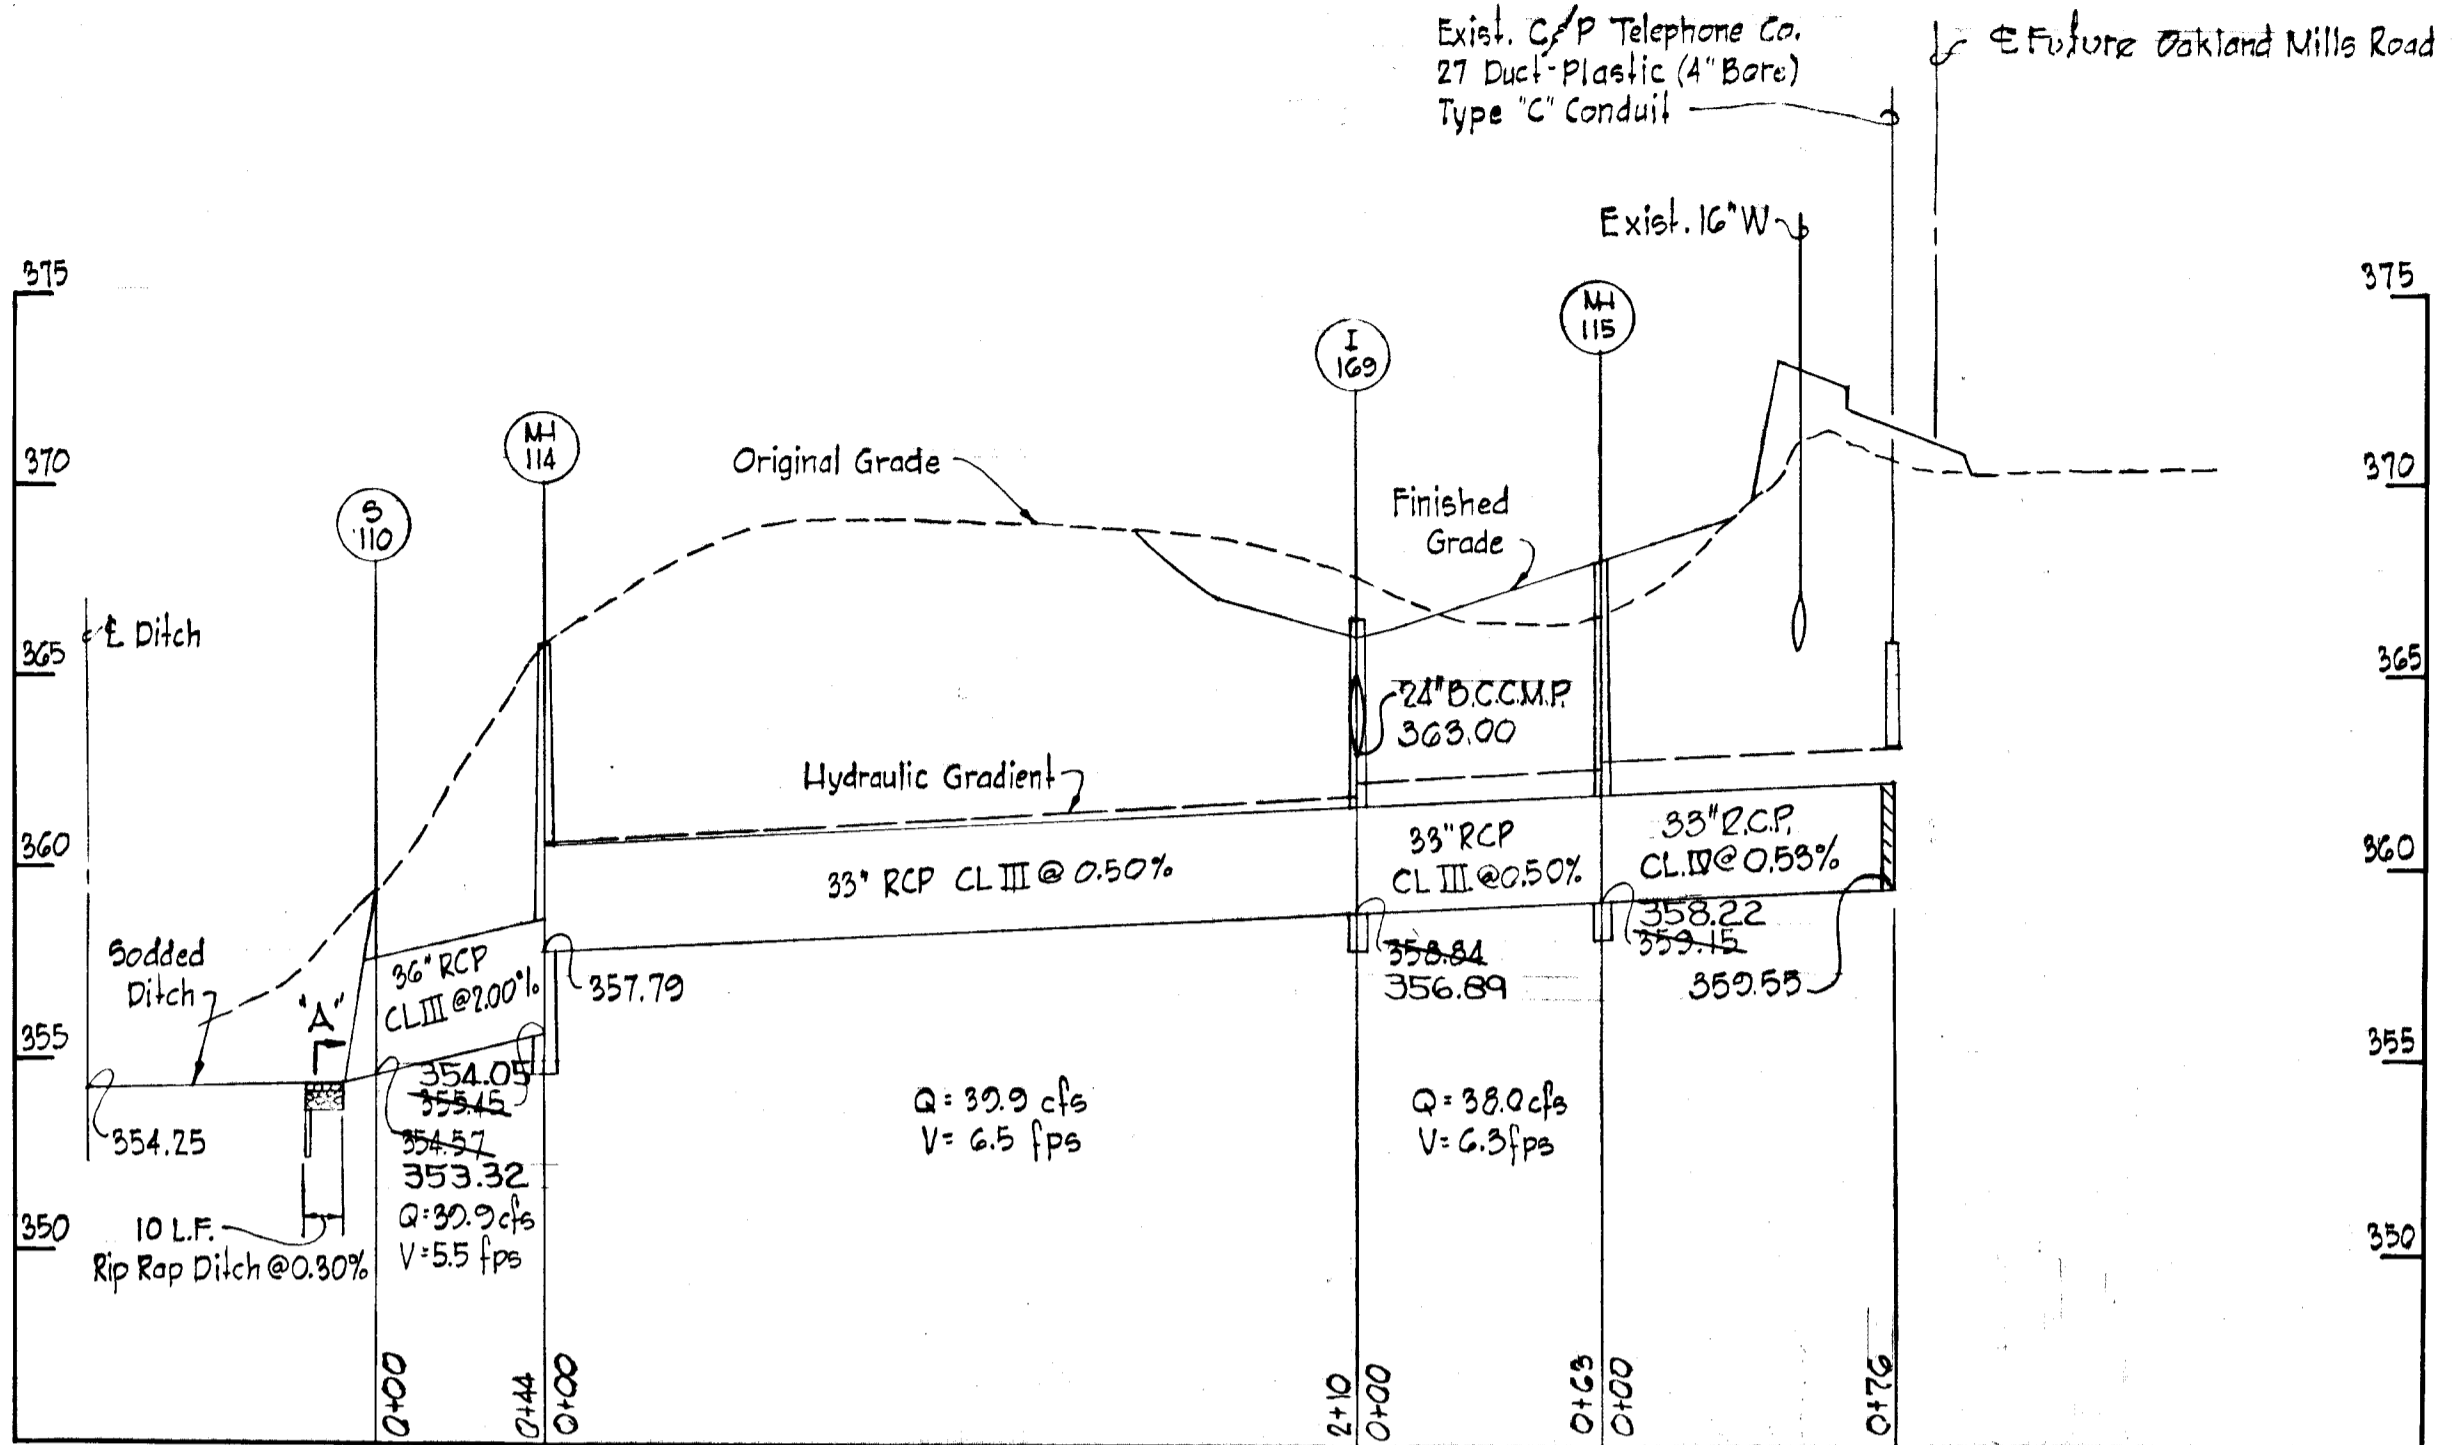 Exist. C&P Telephone Co.
27 Duct-Plastic (4" Bore)
Type "C" Conduit
℄ Future Oakland Mills Road
Exist. 16"W
375
375
MH
115
I
169
MH
114
370
Original Grade
370
S
110
Finished
Grade
℄ Ditch
365
365
24" B.C.C.M.P.
363.00
Hydraulic Gradient
360
360
33" RCP CL III @ 0.50%
33" RCP
CL III @ 0.50%
33" R.C.P.
CL. IV @ 0.53%
Sodded
Ditch
"A"
36" RCP
CL III @ 2.00%
357.79
358.84
356.89
358.22
359.15
359.55
355
355
354.05
355.45
354.25
354.57
353.32
Q=39.9 cfs
V=5.5 fps
Q= 39.9 cfs
V= 6.5 fps
Q= 38.0 cfs
V= 6.3 fps
350
350
10 L.F.
Rip Rap Ditch @ 0.30%
0+00
0+44
0+00
2+10
0+00
0+63
0+00
0+76